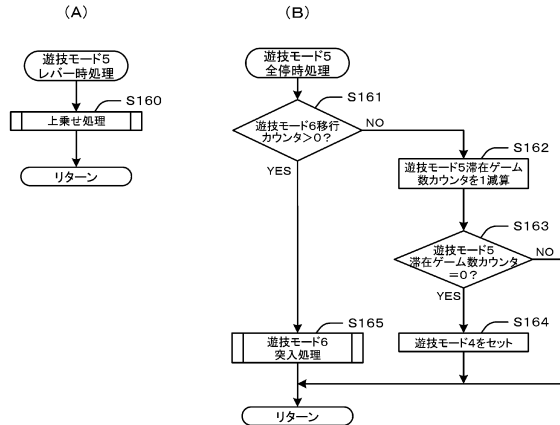 (A)
遊技モード5
レバー時処理
S160
上乗せ処理
リターン
(B)
遊技モード5
全停時処理
S161
遊技モード6移行
カウンタ>0?
NO
YES
S162
遊技モード5滞在ゲーム
数カウンタを1減算
S163
遊技モード5
滞在ゲーム数カウンタ
=0?
NO
YES
S164
遊技モード4をセット
S165
遊技モード6
突入処理
リターン